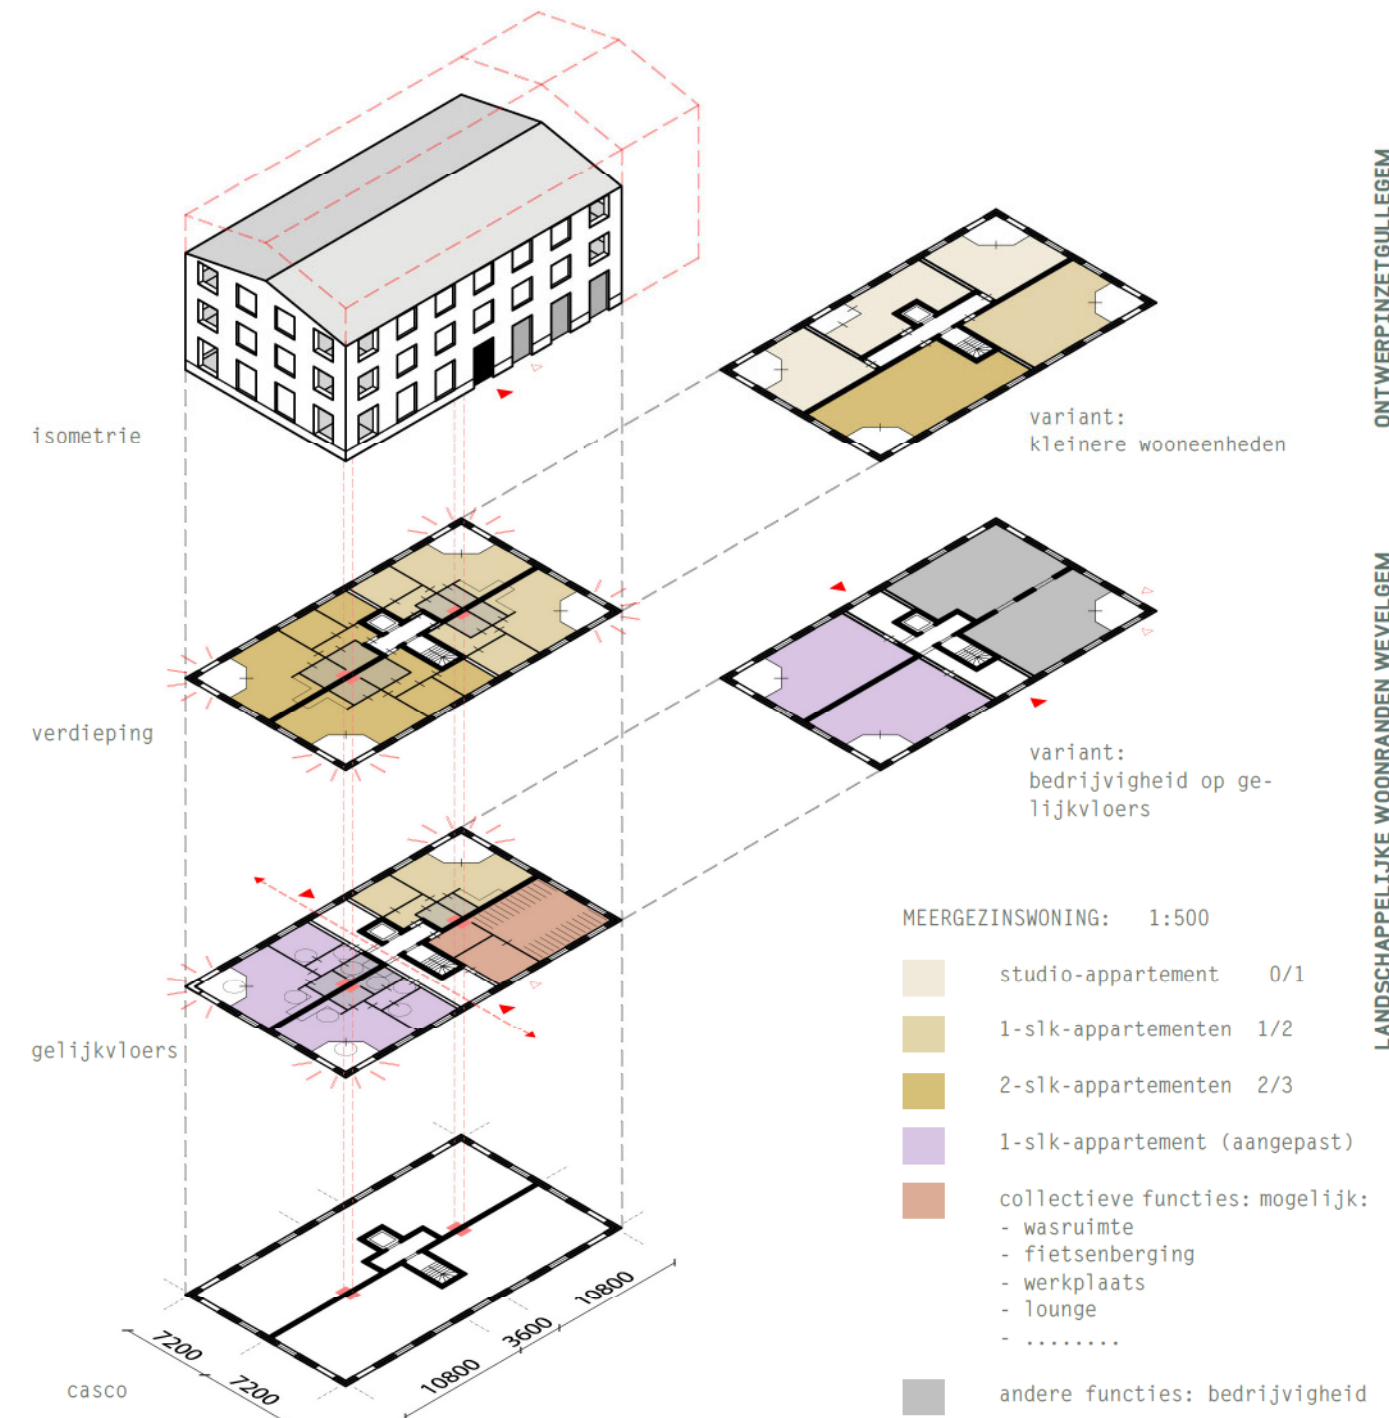 isometrie
variant:
kleinere wooneenheden
verdieping
variant:
bedrijvigheid op ge-
lijkvloers
gelijkvloers
casco
7200
7200
10800
3600
10800
MEERGEZINSWONING: 1:500
studio-appartement 0/1
1-slk-appartementen 1/2
2-slk-appartementen 2/3
1-slk-appartement (aangepast)
collectieve functies: mogelijk:
- wasruimte
- fietsenberging
- werkplaats
- lounge
- ........
andere functies: bedrijvigheid
ONTWERPINZETGULLEGEM
LANDSCHAPPELIJKE WOONRANDEN WEVELGEM